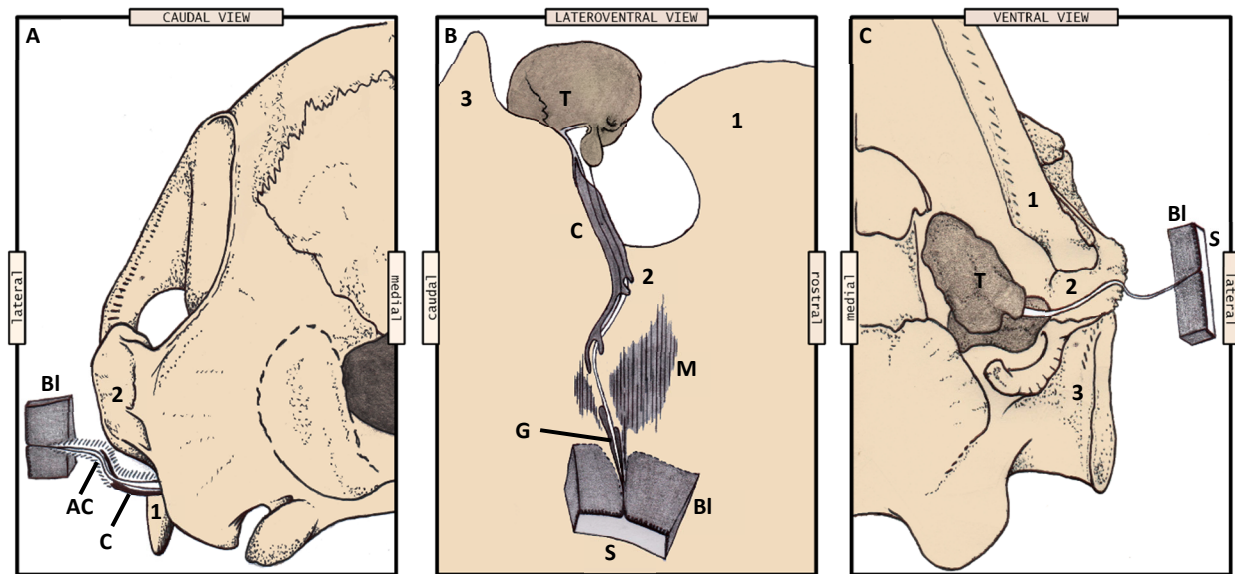 CAUDAL VIEW
A
lateral
medial
2
Bl
AC
C
1
LATEROVENTRAL VIEW
B
caudal
rostral
3
T
1
C
2
M
G
Bl
S
VENTRAL VIEW
C
medial
lateral
1
Bl
S
T
2
3